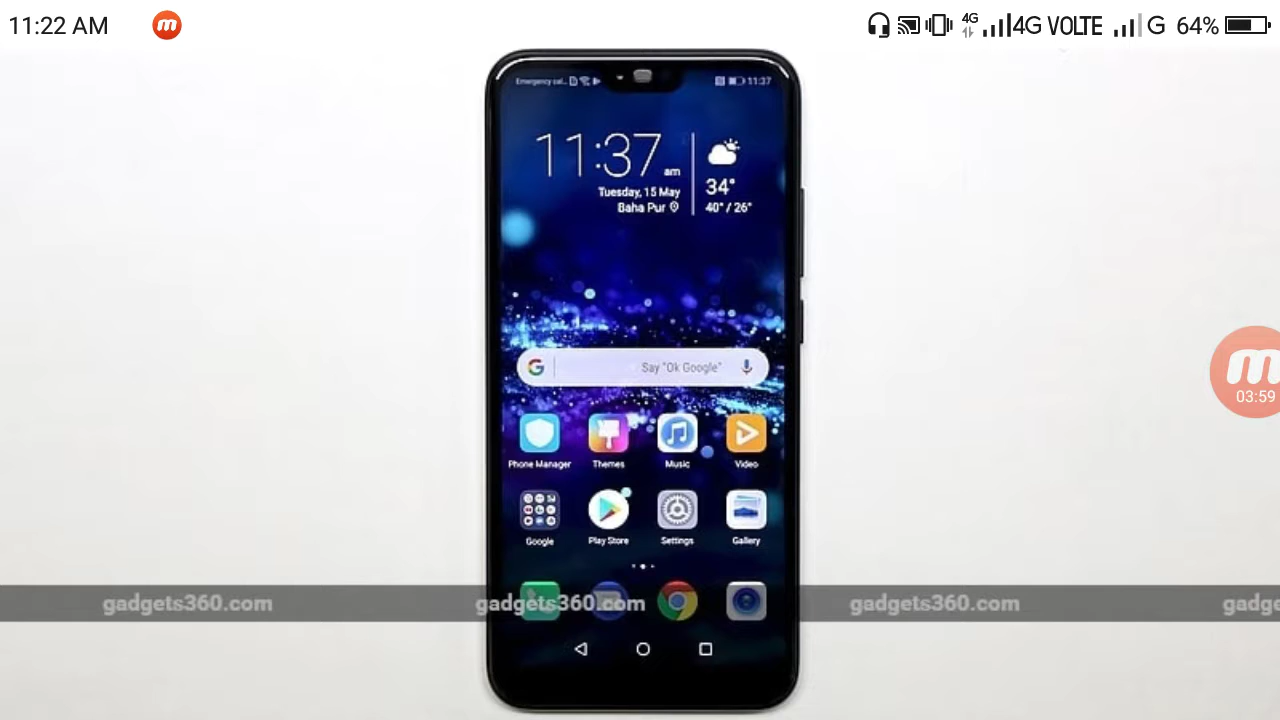 11:22 AM
4G 4G VOLTE G 64%
Emergency cal... 11:37
11:37 am
Tuesday, 15 May
Baha Pur
34°
40° / 26°
Say "Ok Google"
Phone Manager Themes Music Video
Google Play Store Settings Gallery
gadgets360.com gadgets360.com gadgets360.com gadge
03:59